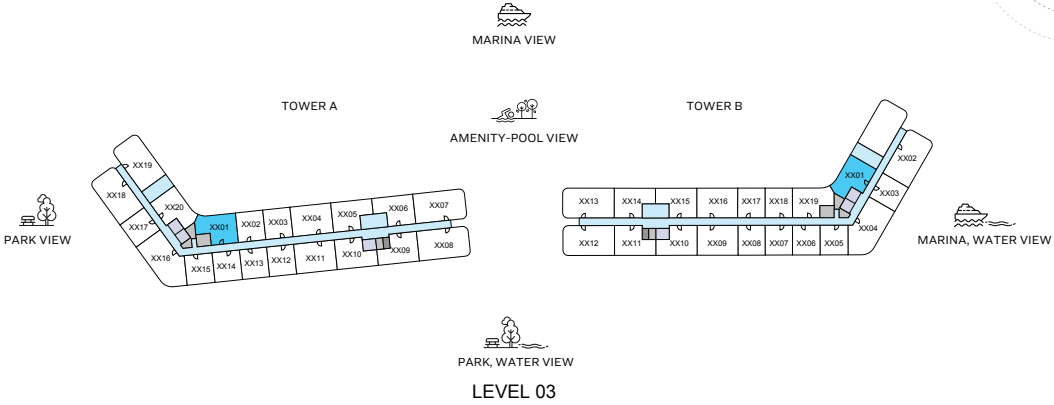 MARINA VIEW
TOWER A
TOWER B
AMENITY-POOL VIEW
XX19
XX18
XX20
XX17
XX16
XX01
XX02
XX03
XX04
XX05
XX06
XX07
XX15
XX14
XX13
XX12
XX11
XX10
XX09
XX08
XX13
XX14
XX15
XX16
XX17
XX18
XX19
XX01
XX02
XX03
XX04
XX12
XX11
XX10
XX09
XX08
XX07
XX06
XX05
PARK VIEW
MARINA, WATER VIEW
PARK, WATER VIEW
LEVEL 03